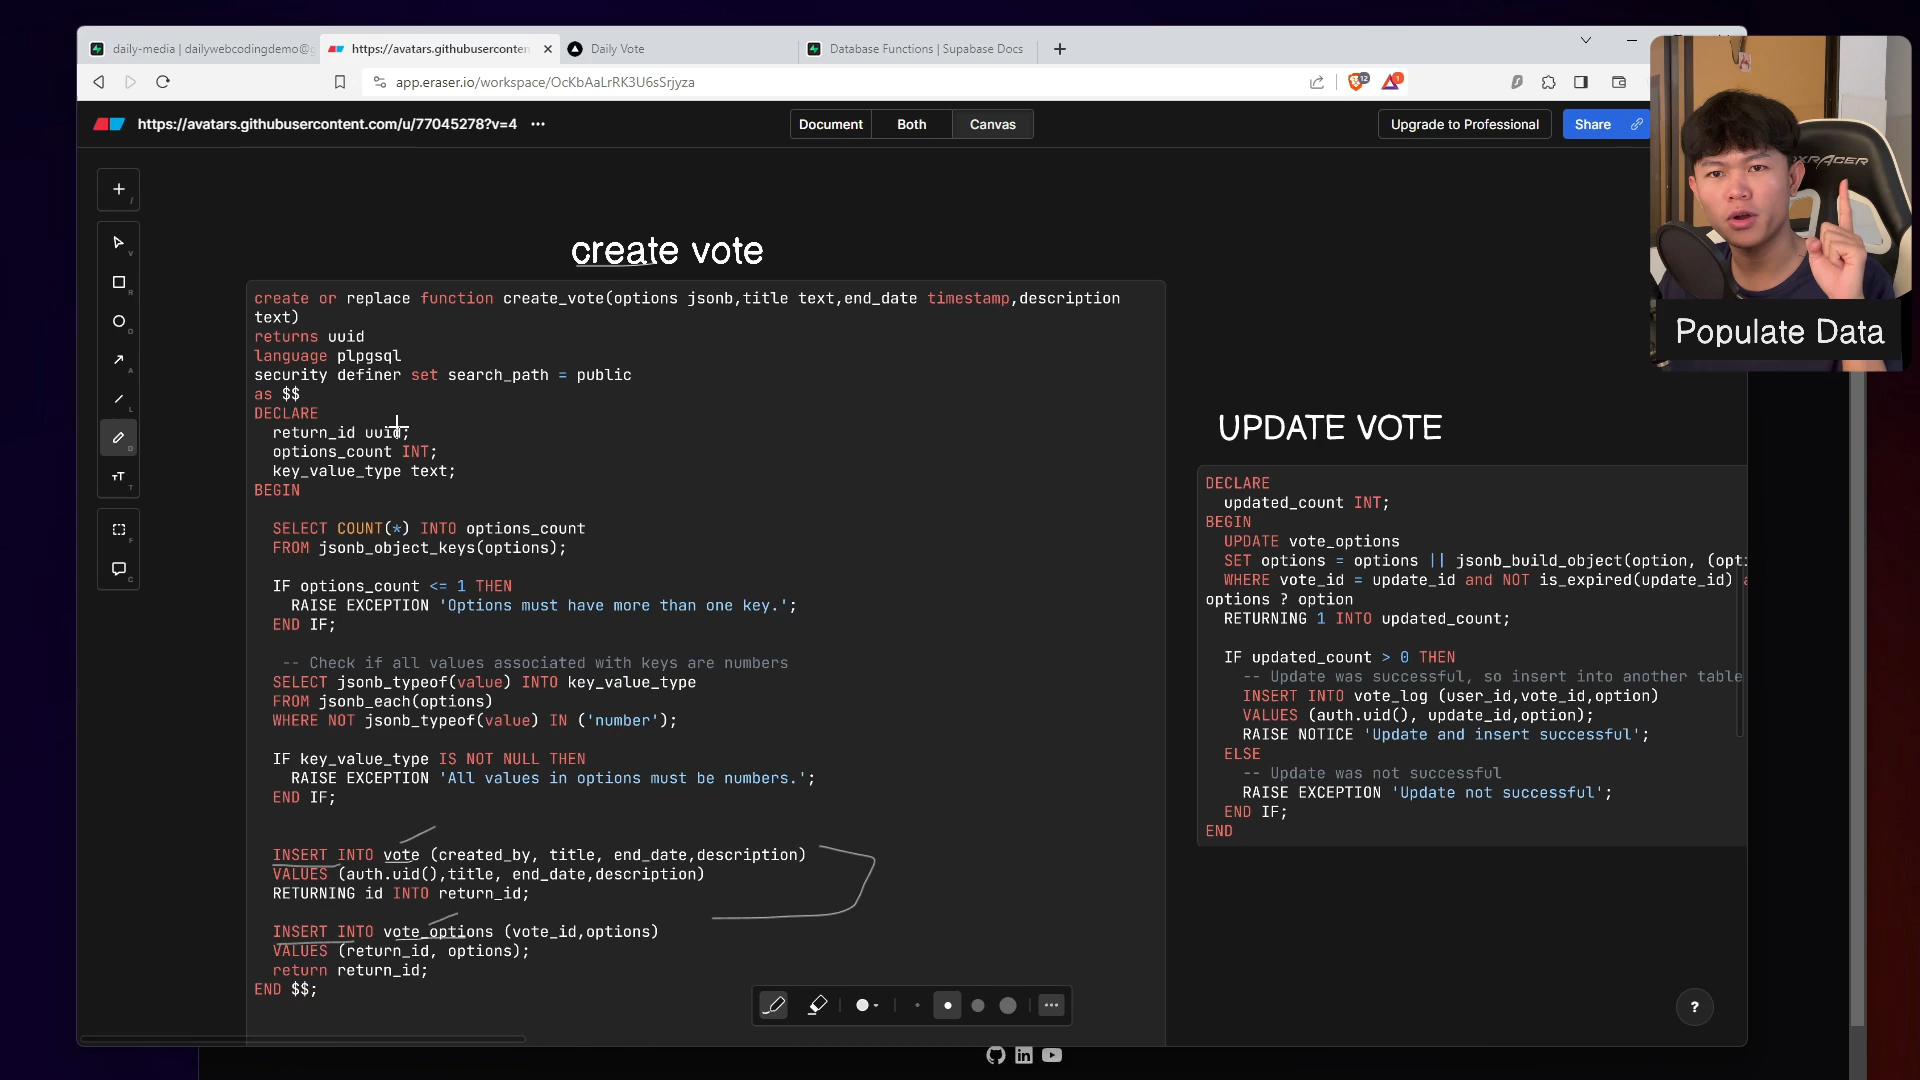 daily-media | dailywebcodingdemo@g
https://avatars.githubusercontent
Daily Vote
Database Functions | Supabase Docs
app.eraser.io/workspace/OcKbAaLrRK3U6sSrjyza
12
1
https://avatars.githubusercontent.com/u/77045278?v=4
Document
Both
Canvas
Upgrade to Professional
Share
create vote
create or replace function create_vote(options jsonb,title text,end_date timestamp,description
text)
returns uuid
language plpgsql
security definer set search_path = public
as $$
DECLARE
return_id uuid;
options_count INT;
key_value_type text;
BEGIN
SELECT COUNT(*) INTO options_count
FROM jsonb_object_keys(options);
IF options_count <= 1 THEN
RAISE EXCEPTION 'Options must have more than one key.';
END IF;
-- Check if all values associated with keys are numbers
SELECT jsonb_typeof(value) INTO key_value_type
FROM jsonb_each(options)
WHERE NOT jsonb_typeof(value) IN ('number');
IF key_value_type IS NOT NULL THEN
RAISE EXCEPTION 'All values in options must be numbers.';
END IF;
INSERT INTO vote (created_by, title, end_date,description)
VALUES (auth.uid(),title, end_date,description)
RETURNING id INTO return_id;
INSERT INTO vote_options (vote_id,options)
VALUES (return_id, options);
return return_id;
END $$;
UPDATE VOTE
DECLARE
updated_count INT;
BEGIN
UPDATE vote_options
SET options = options || jsonb_build_object(option, (opt
WHERE vote_id = update_id and NOT is_expired(update_id)
options ? option
RETURNING 1 INTO updated_count;
IF updated_count > 0 THEN
-- Update was successful, so insert into another table
INSERT INTO vote_log (user_id,vote_id,option)
VALUES (auth.uid(), update_id,option);
RAISE NOTICE 'Update and insert successful';
ELSE
-- Update was not successful
RAISE EXCEPTION 'Update not successful';
END IF;
END
Populate Data
XRACER